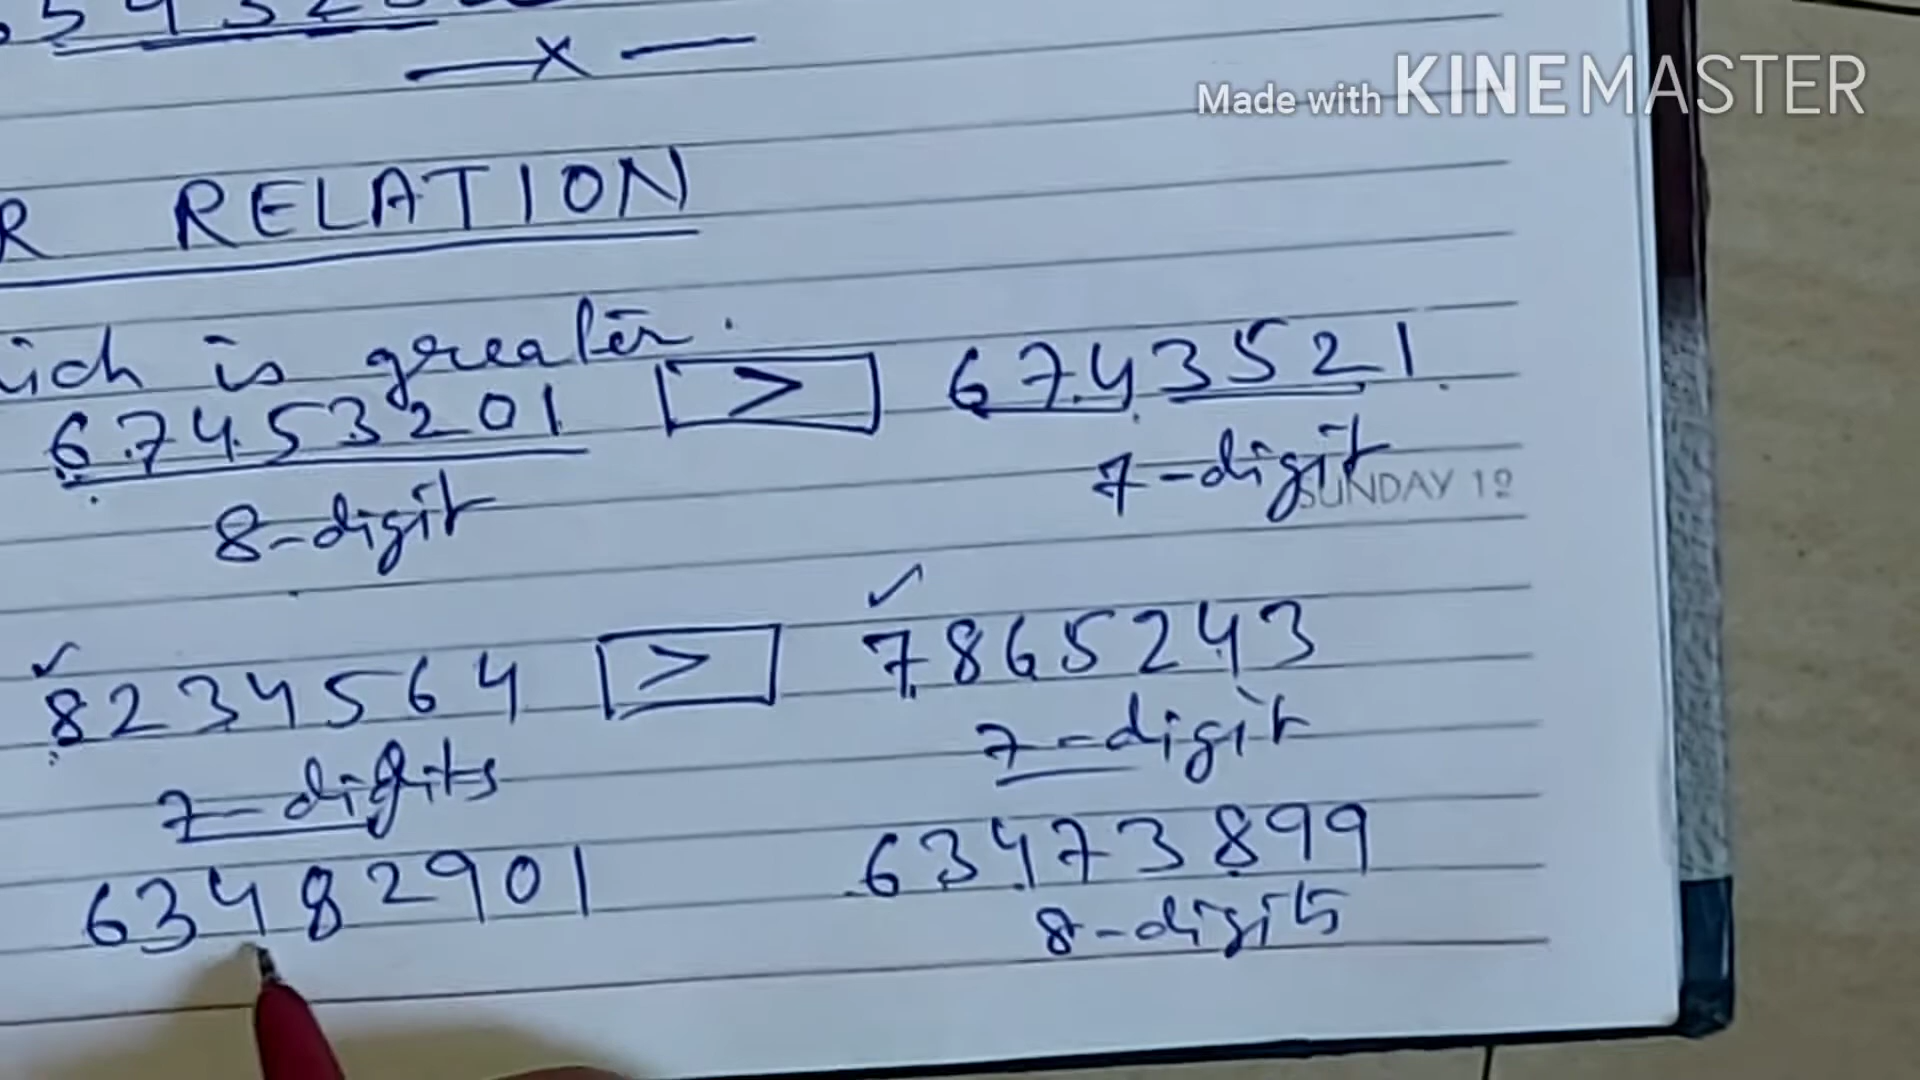 Made with KINEMASTER
—x—
R RELATION
is greater.
67453201 > 6743521
8-digit 7-digit
SUNDAY 19
✓ ✓
8234564 > 7865243
7-digits 7-digit
63482901 63473899
8-digits